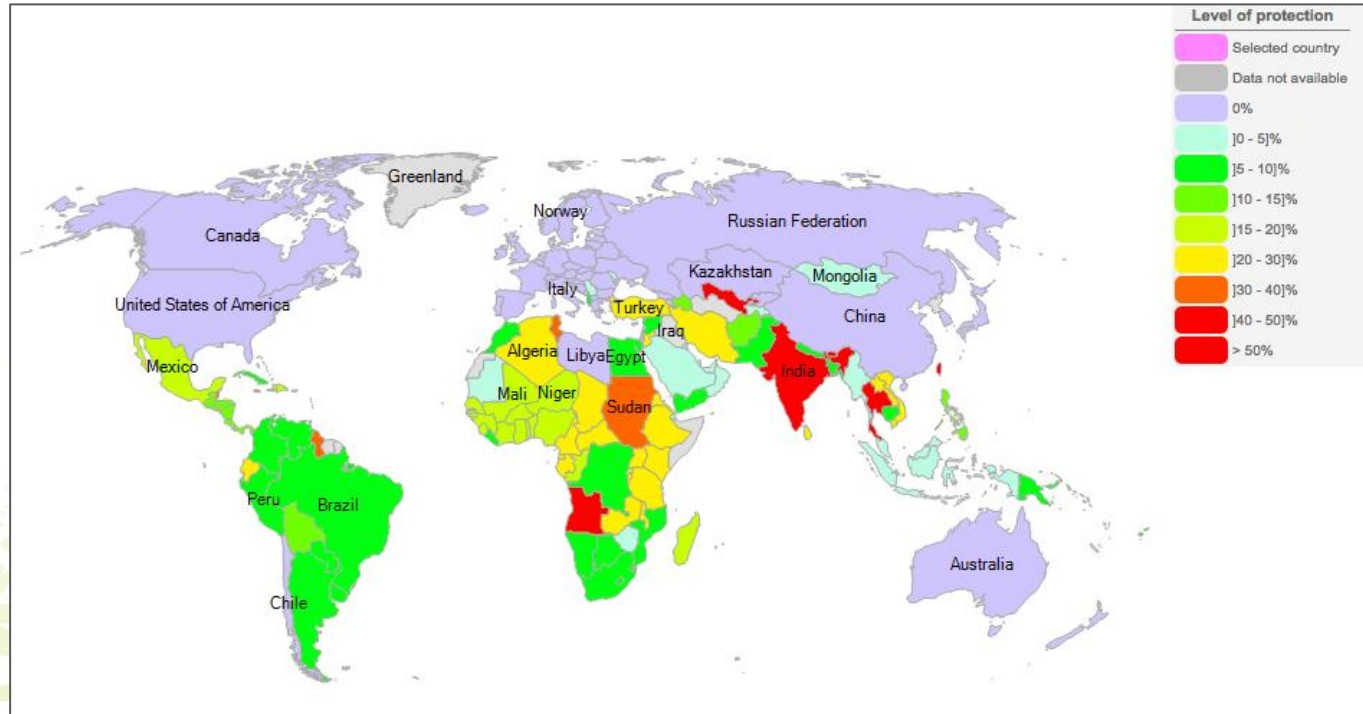 Level of protection
Selected country
Data not available
0%
]0 - 5]%
]5 - 10]%
]10 - 15]%
]15 - 20]%
]20 - 30]%
]30 - 40]%
]40 - 50]%
> 50%
Greenland
Norway
Russian Federation
Canada
Kazakhstan
Mongolia
United States of America
Italy
Turkey
China
Iraq
Algeria
Libya
Egypt
Mexico
India
Mali
Niger
Sudan
Peru
Brazil
Australia
Chile